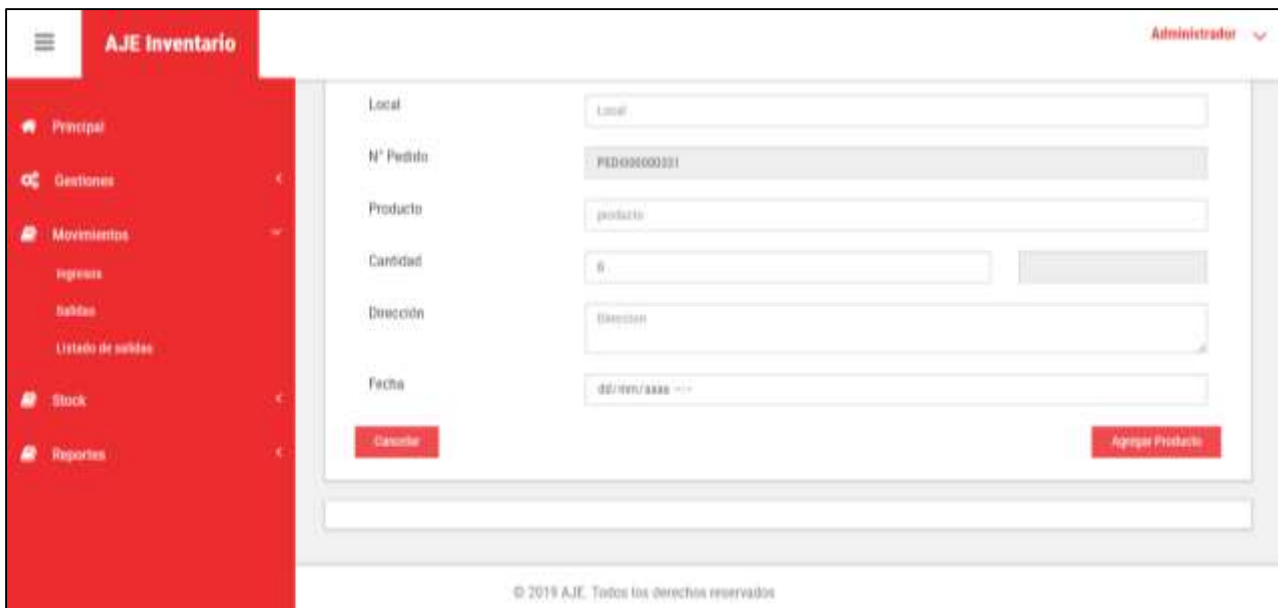 AJE Inventario
Administrador
Principal
Gestiones
Movimientos
Ingresos
Salidas
Listado de salidas
Stock
Reportes
Local
Local
N° Pedido
Producto
producto
Cantidad
Dirección
Direccion
Fecha
dd/mm/aaaa --:--
Cancelar
Agregar Producto
© 2019 AJE. Todos los derechos reservados